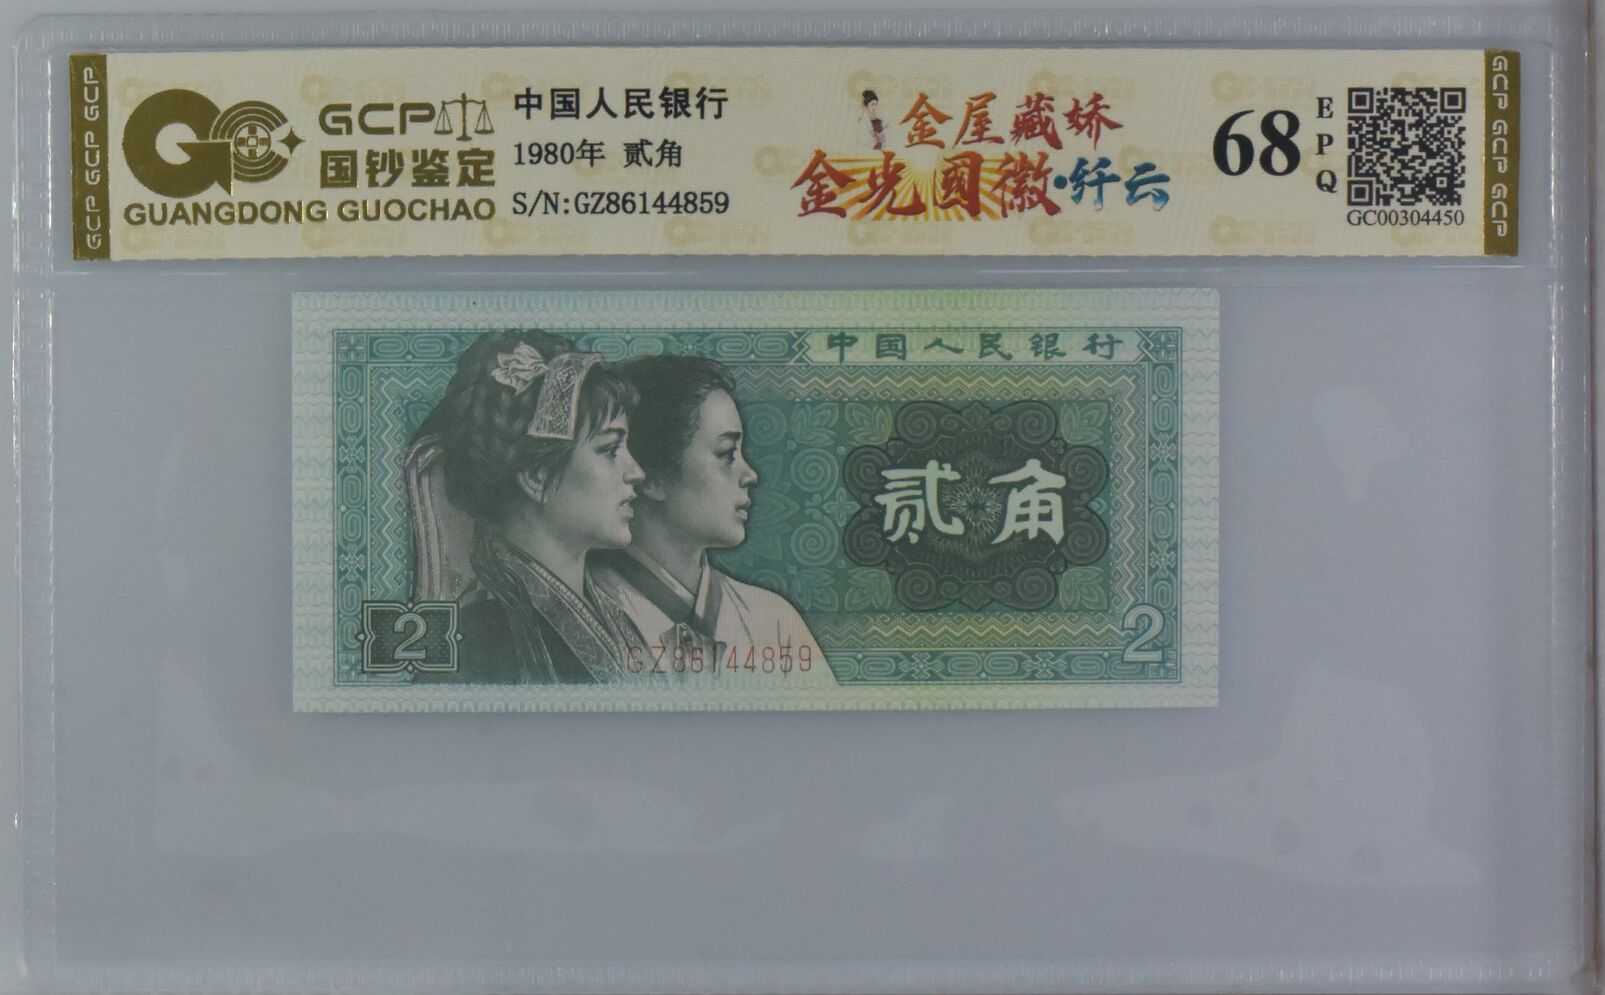 GCP GCP GCP
GCP
国钞鉴定
GUANGDONG GUOCHAO
中国人民银行
1980年 贰角
S/N:GZ86144859
金屋藏娇
金光國徽·纤云
68
EPQ
GC00304450
GCP GCP GCP
中国人民银行
贰角
2
2
GZ86144859